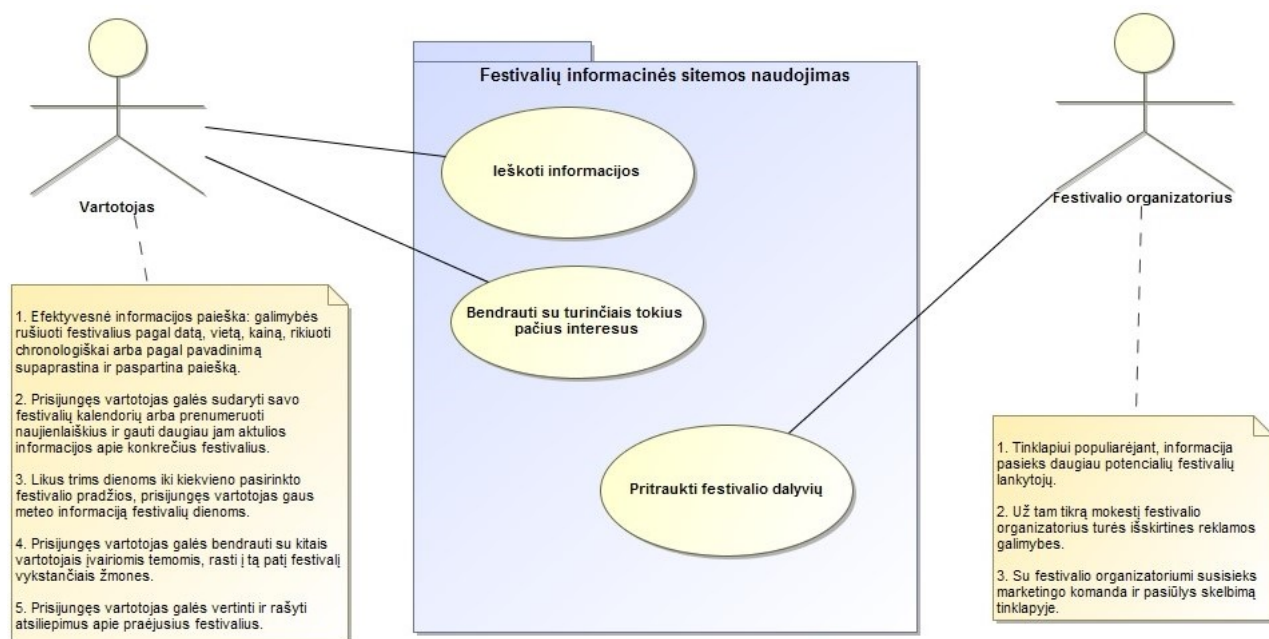 Festivalių informacinės sitemos naudojimas
Ieškoti informacijos
Bendrauti su turinčiais tokius
pačius interesus
Pritraukti festivalio dalyvių
Vartotojas
Festivalio organizatorius
1. Efektyvesnė informacijos paieška: galimybės
rušiuoti festivalius pagal datą, vietą, kainą, rikiuoti
chronologiškai arba pagal pavadinimą
supaprastina ir paspartina paiešką.
2. Prisijungęs vartotojas galės sudaryti savo
festivalių kalendorių arba prenumeruoti
naujienlaiškius ir gauti daugiau jam aktulios
informacijos apie konkrečius festivalius.
3. Likus trims dienoms iki kiekvieno pasirinkto
festivalio pradžios, prisijungęs vartotojas gaus
meteo informaciją festivalių dienoms.
4. Prisijungęs vartotojas galės bendrauti su kitais
vartotojais įvairiomis temomis, rasti į tą patį festivalį
vykstančiais žmones.
5. Prisijungęs vartotojas galės vertinti ir rašyti
atsiliepimus apie praėjusius festivalius.
1. Tinklapiui populiarėjant, informacija
pasieks daugiau potencialių festivalių
lankytojų.
2. Už tam tikrą mokestį festivalio
organizatorius turės išskirtines reklamos
galimybes.
3. Su festivalio organizatoriumi susisieks
marketingo komanda ir pasiūlys skelbimą
tinklapyje.